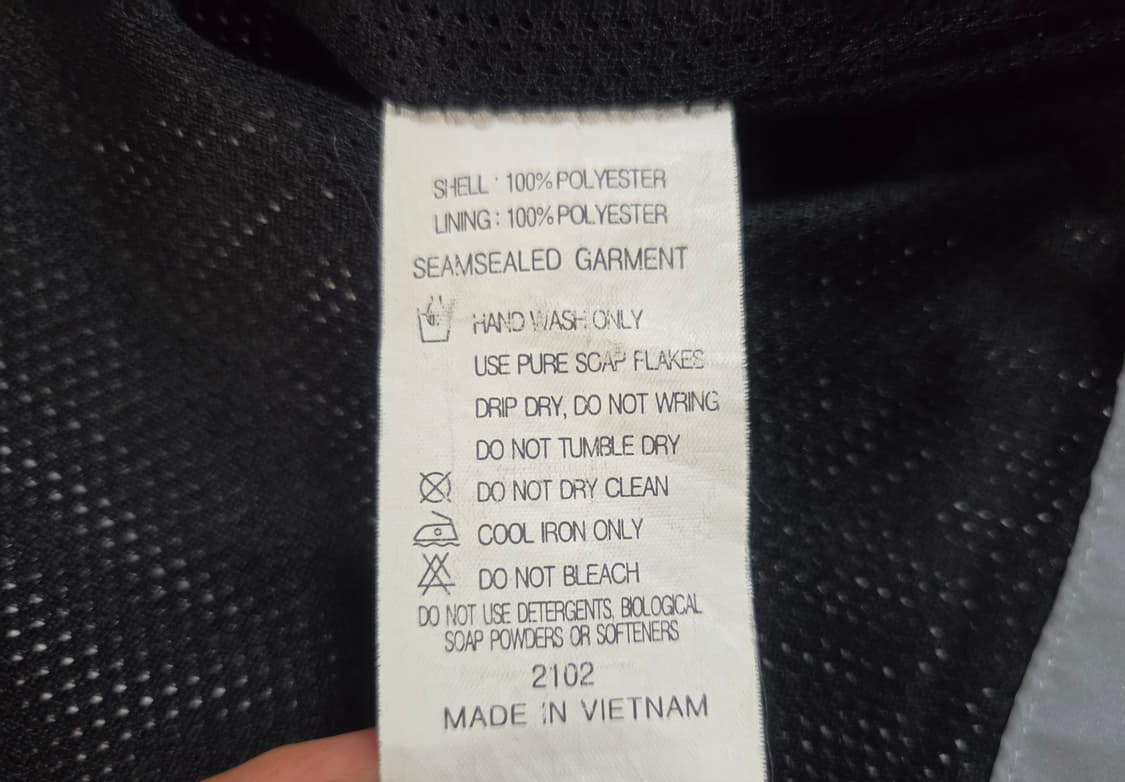 SHELL : 100% POLYESTER
LINING : 100% POLYESTER
SEAMSEALED GARMENT
HAND WASH ONLY
USE PURE SOAP FLAKES
DRIP DRY, DO NOT WRING
DO NOT TUMBLE DRY
DO NOT DRY CLEAN
COOL IRON ONLY
DO NOT BLEACH
DO NOT USE DETERGENTS, BIOLOGICAL
SOAP POWDERS OR SOFTENERS
2102
MADE IN VIETNAM